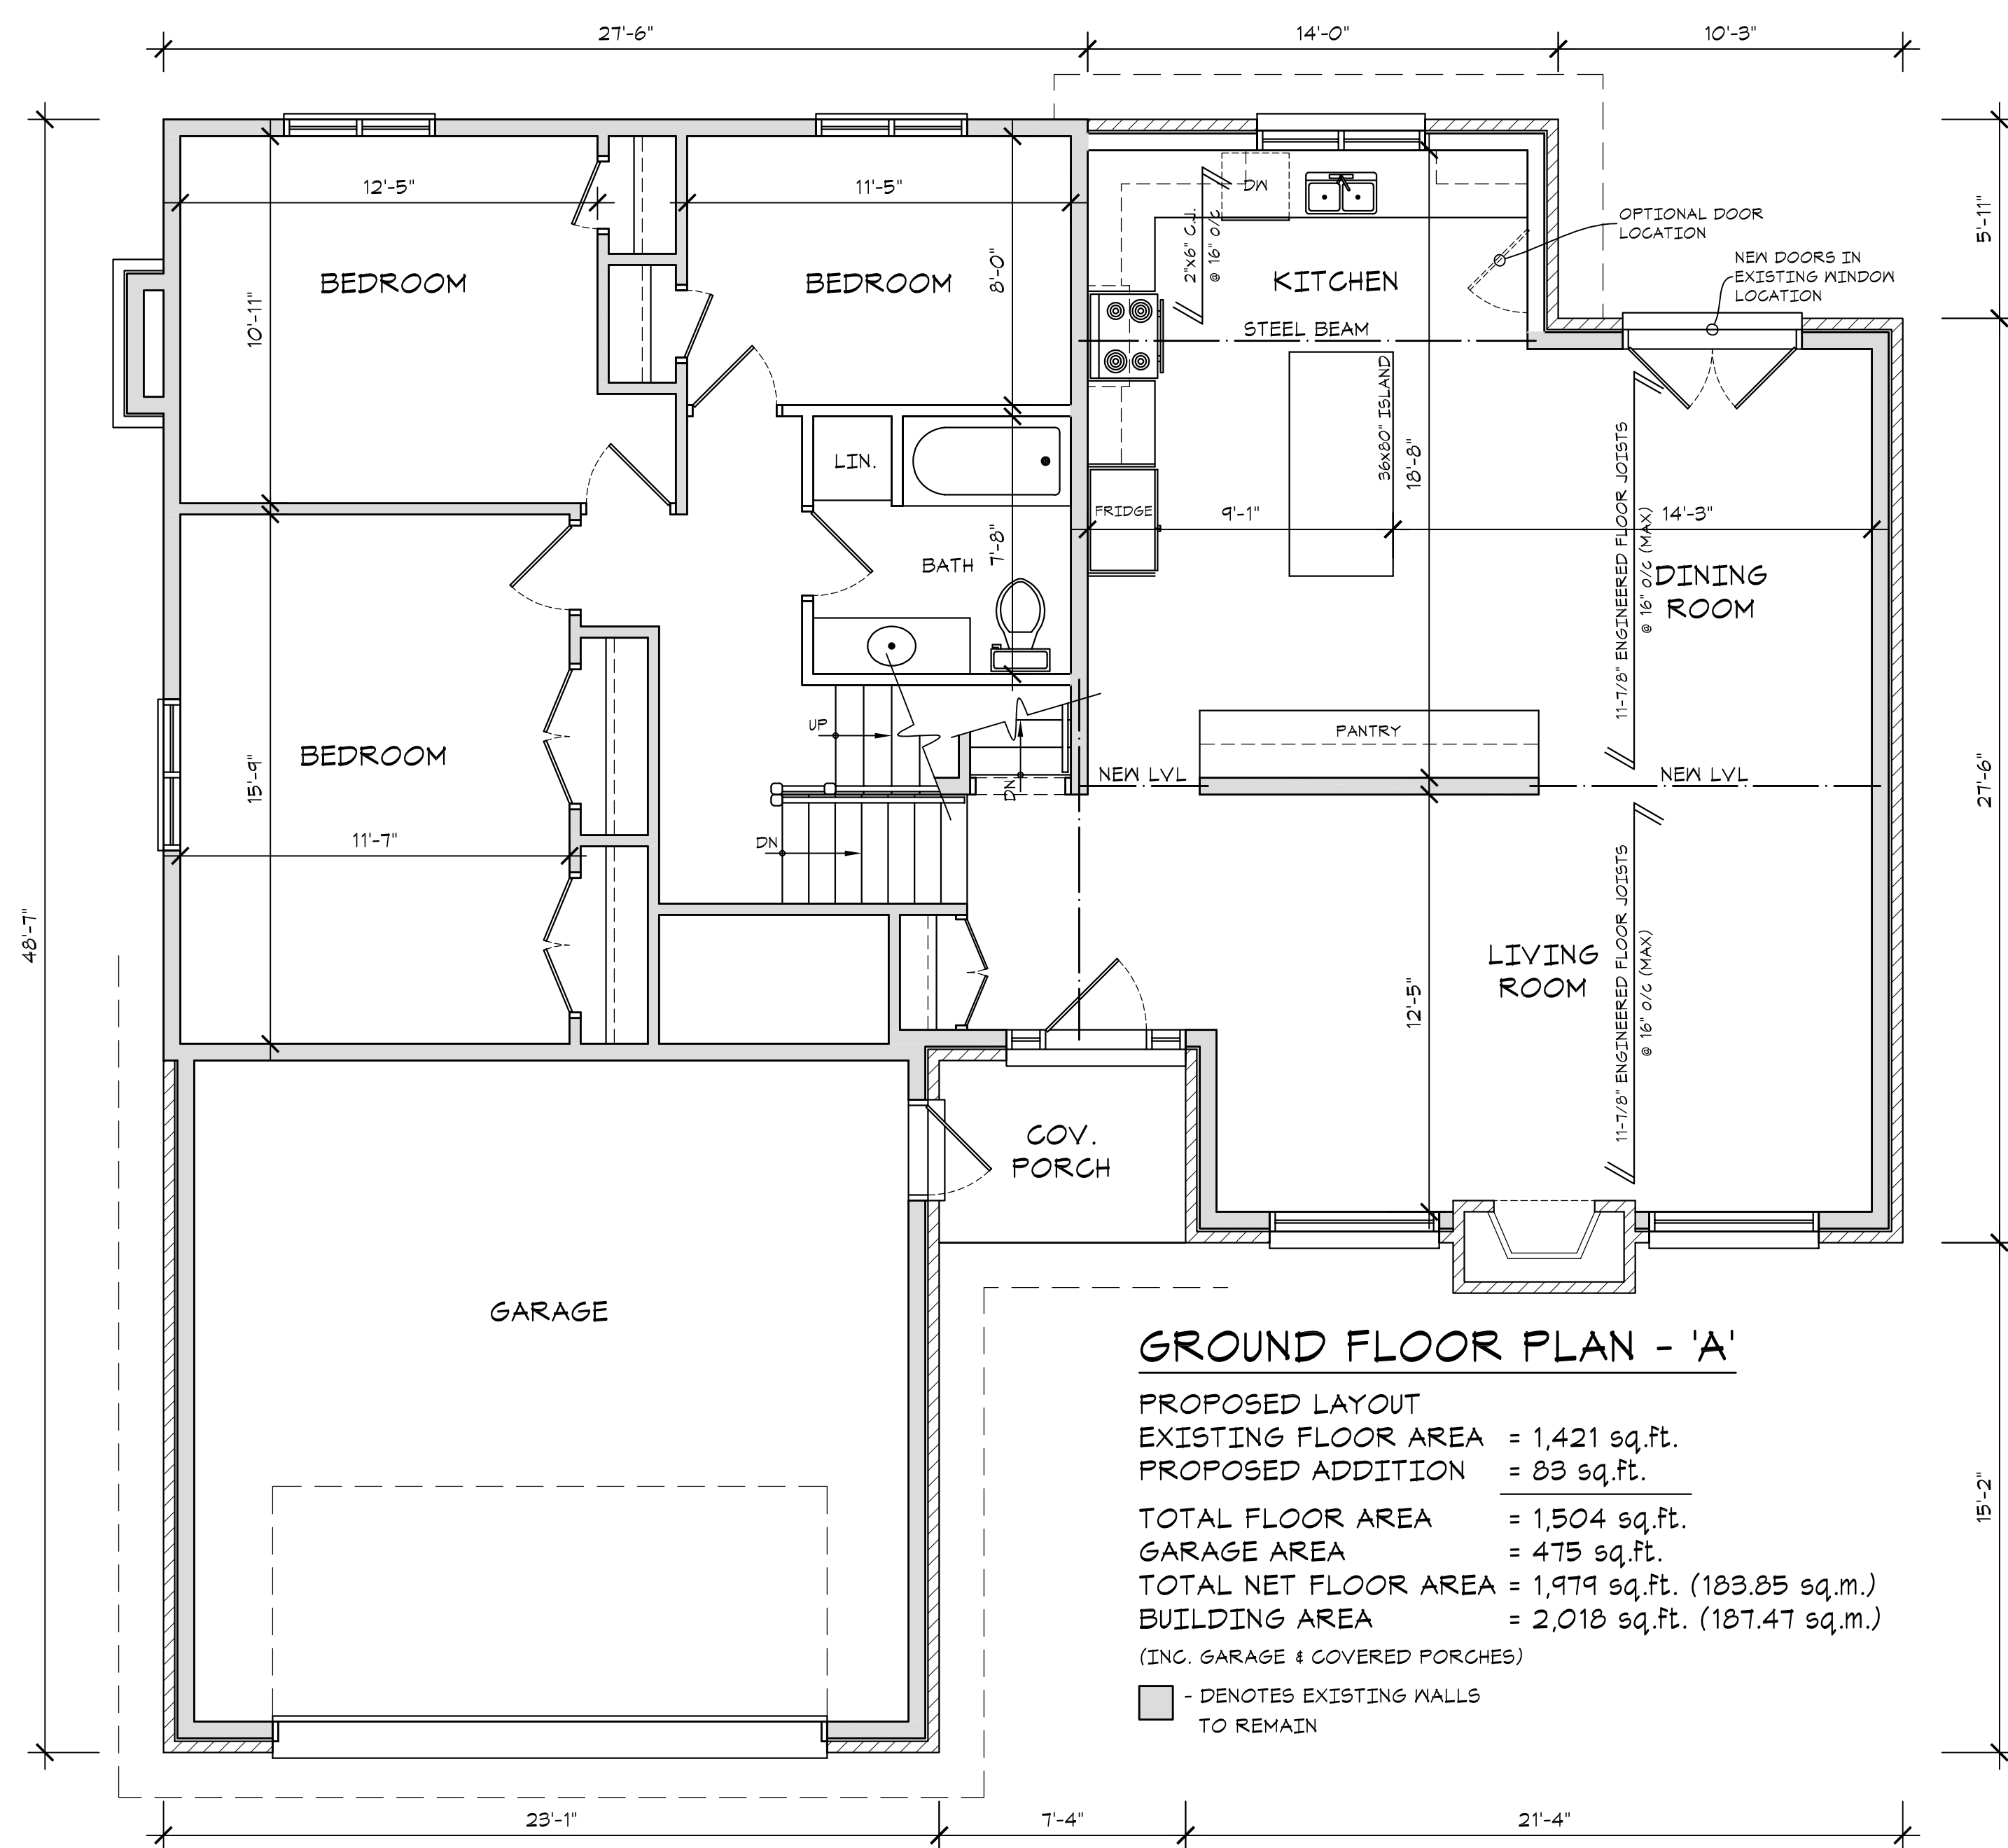 27'-6"
14'-0"
10'-3"
12'-5"
11'-5"
DW
2"x6" C.J.
@ 16" O/C
OPTIONAL DOOR
LOCATION
5'-11"
NEW DOORS IN
EXISTING WINDOW
LOCATION
BEDROOM
BEDROOM
8'-0"
KITCHEN
10'-11"
STEEL BEAM
36x80" ISLAND
18'-8"
LIN.
FRIDGE
9'-1"
14'-3"
11-7/8" ENGINEERED FLOOR JOISTS
@ 16" O/C (MAX)
7'-8"
BATH
DINING
ROOM
UP
PANTRY
BEDROOM
15'-9"
DN
NEW LVL
NEW LVL
27'-6"
11'-7"
DN
48'-7"
LIVING
ROOM
12'-5"
11-7/8" ENGINEERED FLOOR JOISTS
@ 16" O/C (MAX)
COV.
PORCH
GARAGE
GROUND FLOOR PLAN - 'A'
PROPOSED LAYOUT
EXISTING FLOOR AREA = 1,421 sq.ft.
PROPOSED ADDITION = 83 sq.ft.
TOTAL FLOOR AREA = 1,504 sq.ft.
GARAGE AREA = 475 sq.ft.
TOTAL NET FLOOR AREA = 1,979 sq.ft. (183.85 sq.m.)
BUILDING AREA = 2,018 sq.ft. (187.47 sq.m.)
(INC. GARAGE & COVERED PORCHES)
- DENOTES EXISTING WALLS
TO REMAIN
15'-2"
23'-1"
7'-4"
21'-4"